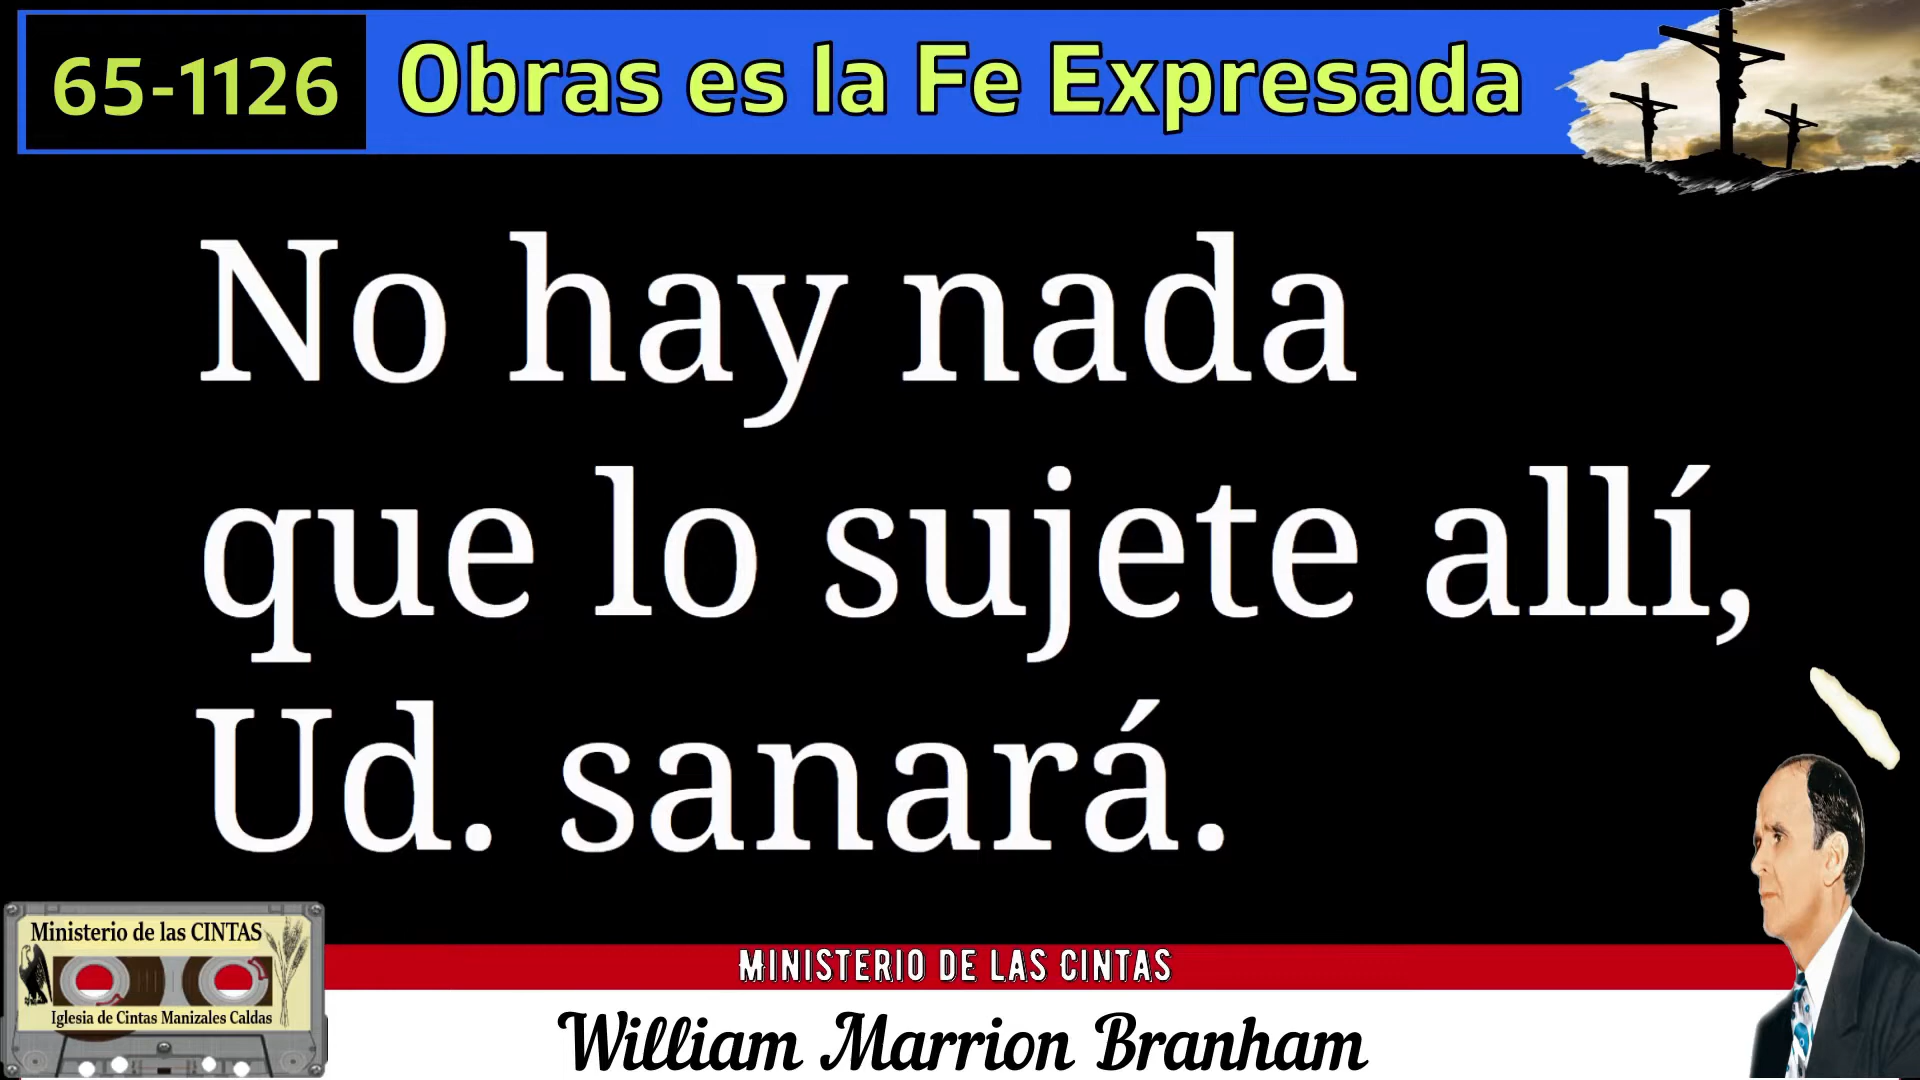 65-1126
Obras es la Fe Expresada
No hay nada
que lo sujete allí,
Ud. sanará.
Ministerio de las CINTAS
Iglesia de Cintas Manizales Caldas
MINISTERIO DE LAS CINTAS
William Marrion Branham